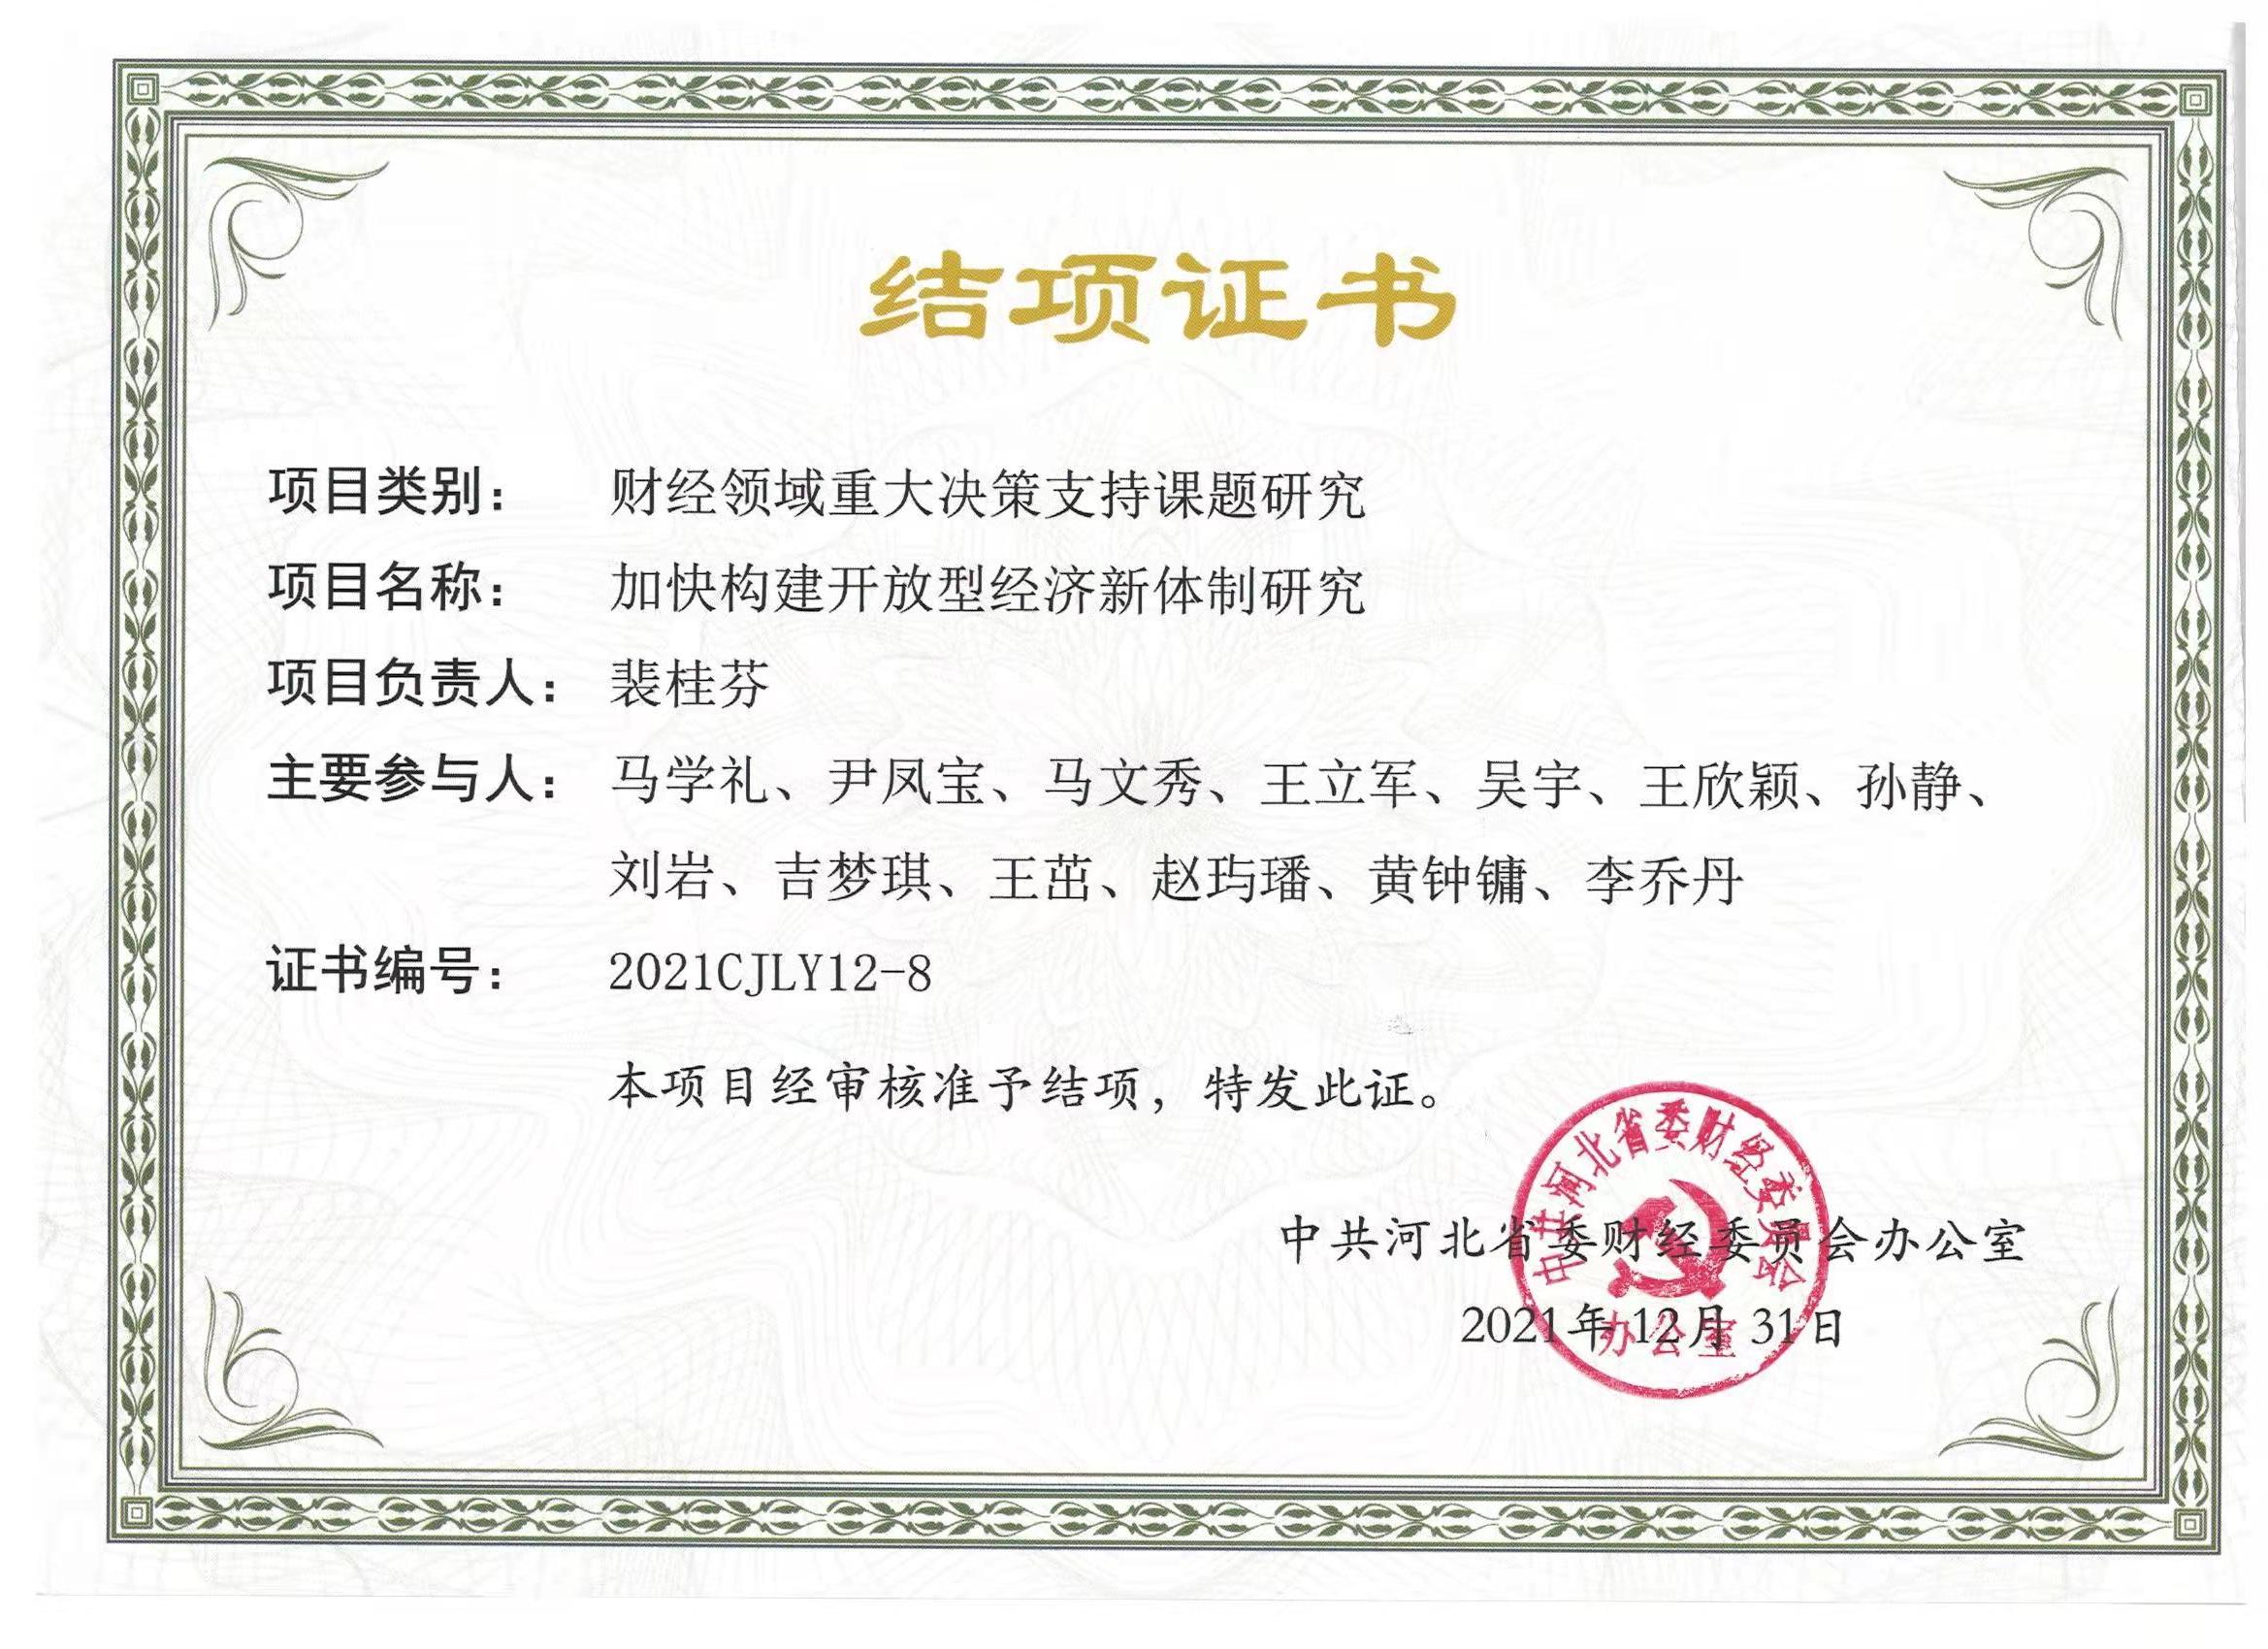 结项证书
项目类别： 财经领域重大决策支持课题研究
项目名称： 加快构建开放型经济新体制研究
项目负责人： 裴桂芬
主要参与人： 马学礼、尹凤宝、马文秀、王立军、吴宇、王欣颖、孙静、
刘岩、吉梦琪、王茁、赵玙璠、黄钟镛、李乔丹
证书编号： 2021CJLY12-8
本项目经审核准予结项，特发此证。
中共河北省委财经委员会办公室
2021年12月31日
中共河北省委财经委员会
办公室